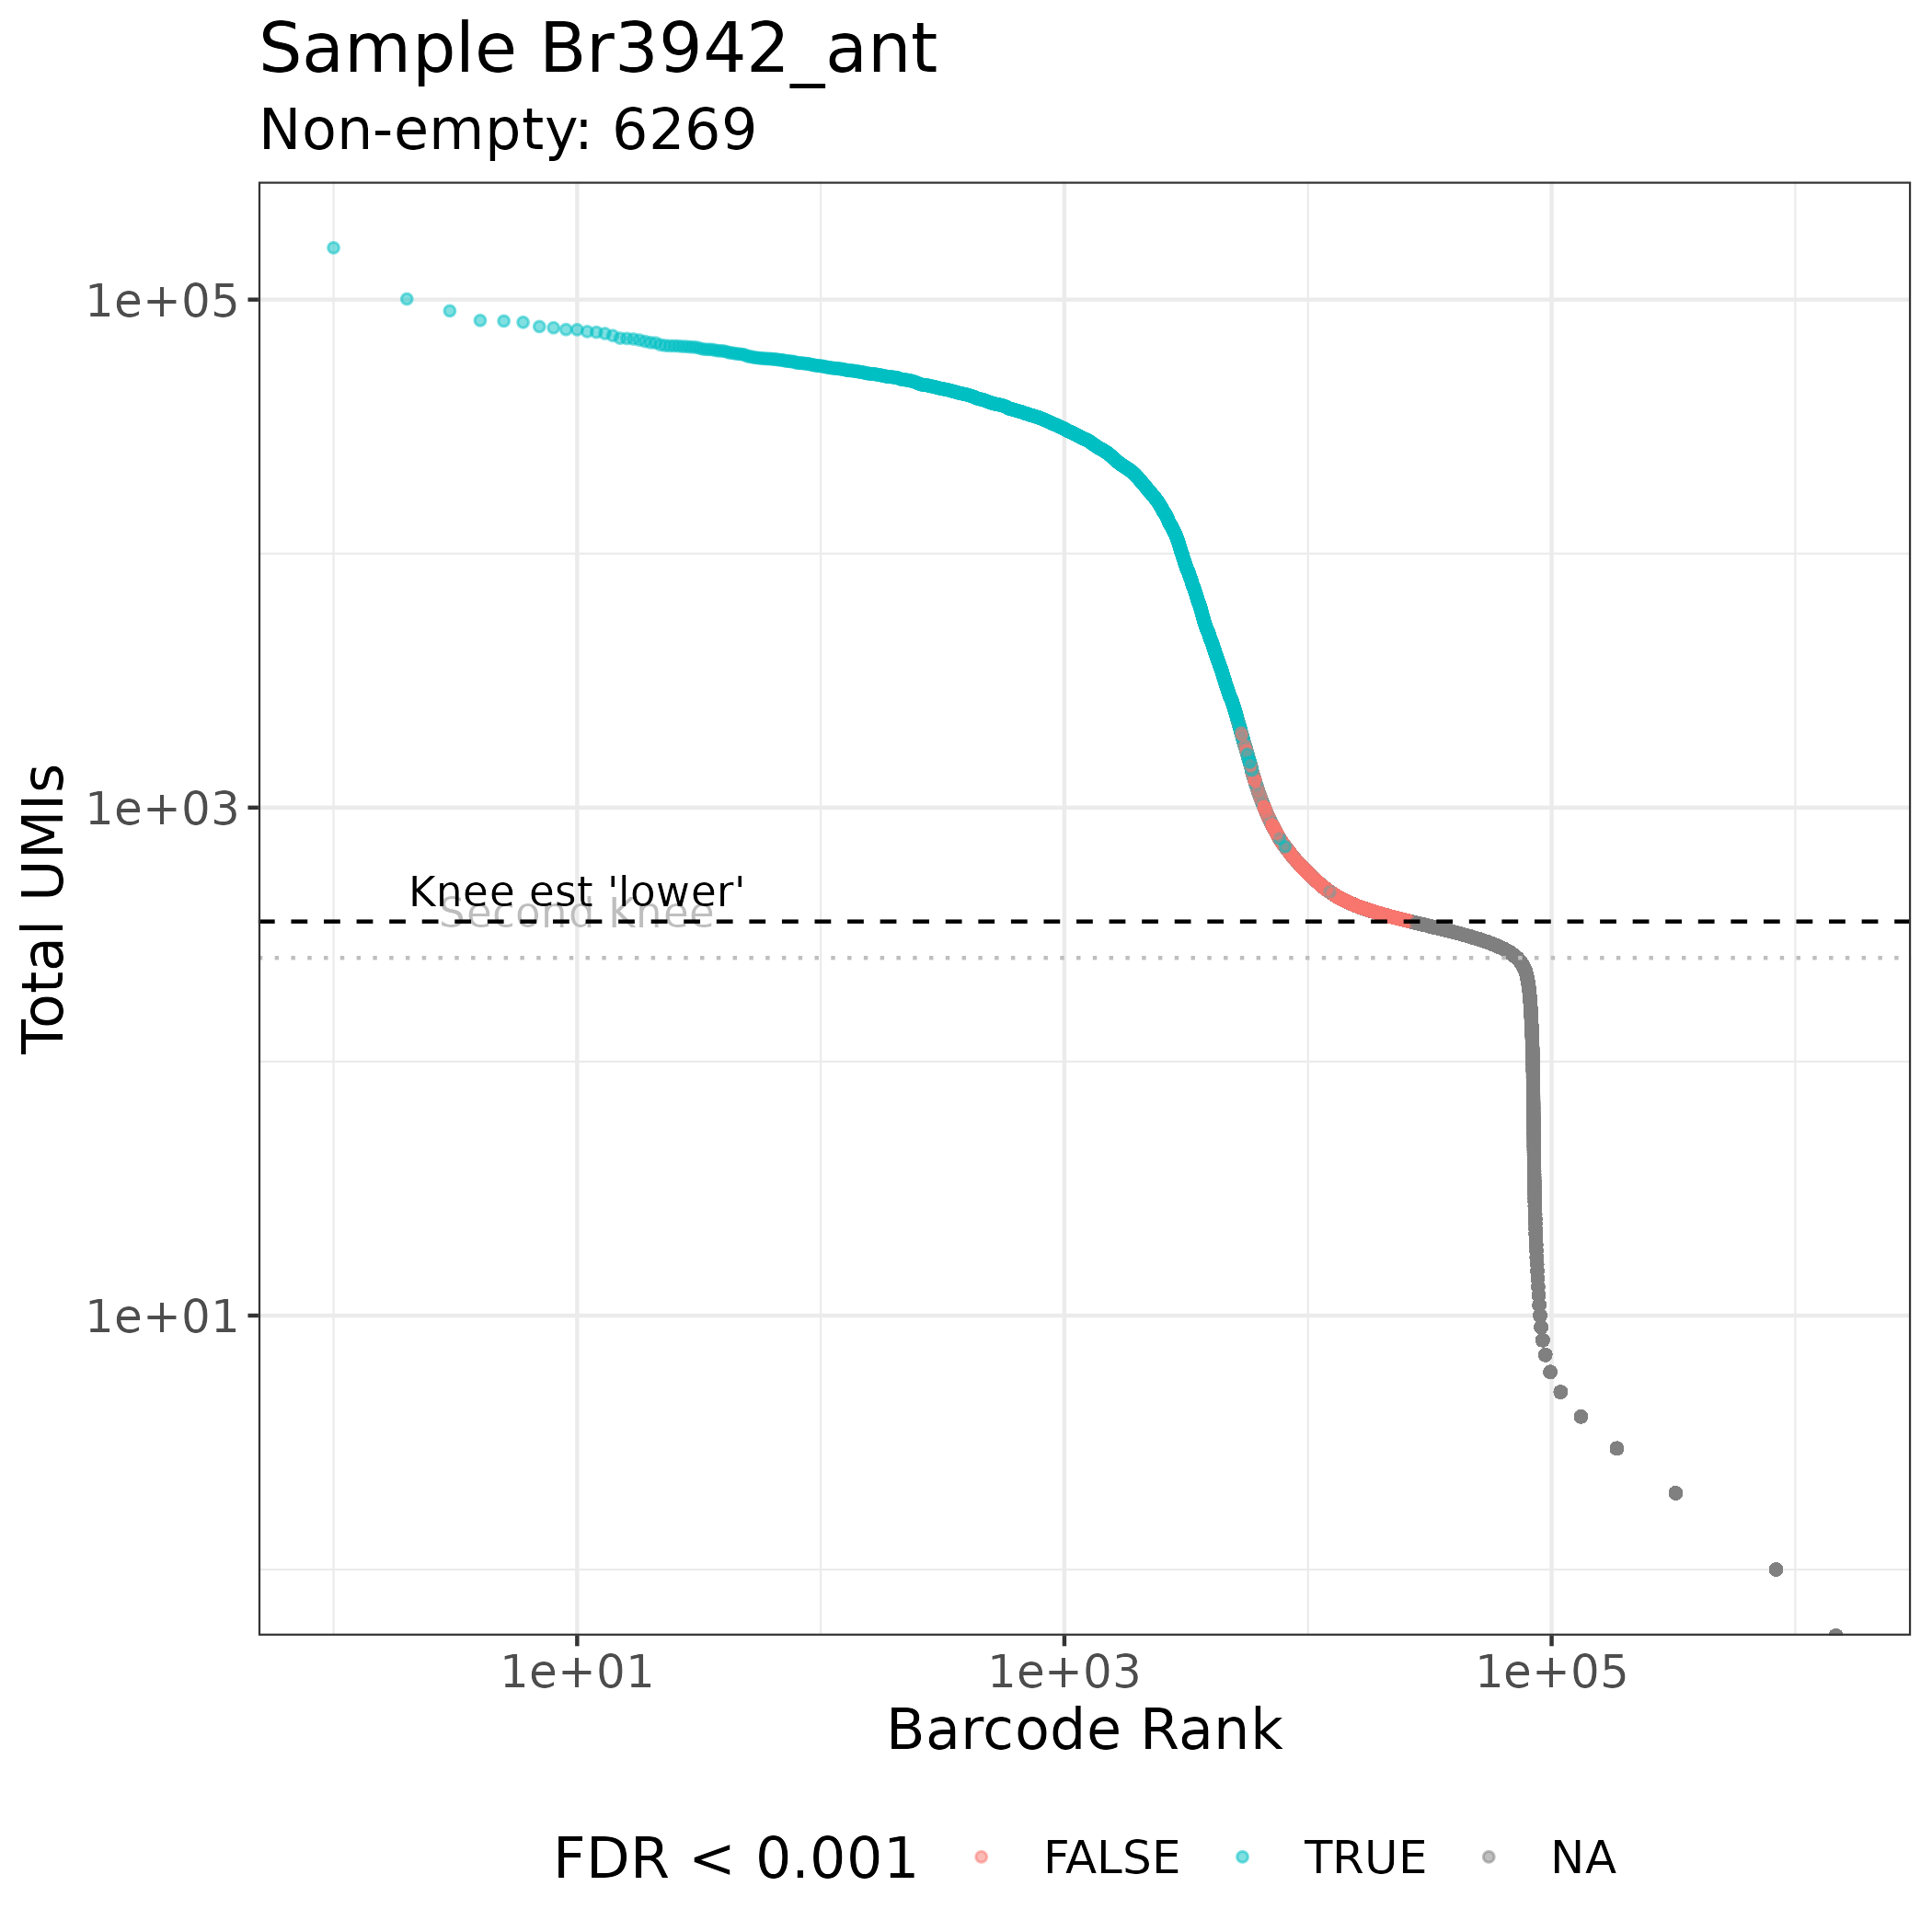 Sample Br3942_ant
Non-empty: 6269
Total UMIs
1e+05
1e+03
1e+01
Knee est 'lower'
Second Knee
1e+01 1e+03 1e+05
Barcode Rank
FDR < 0.001 FALSE TRUE NA